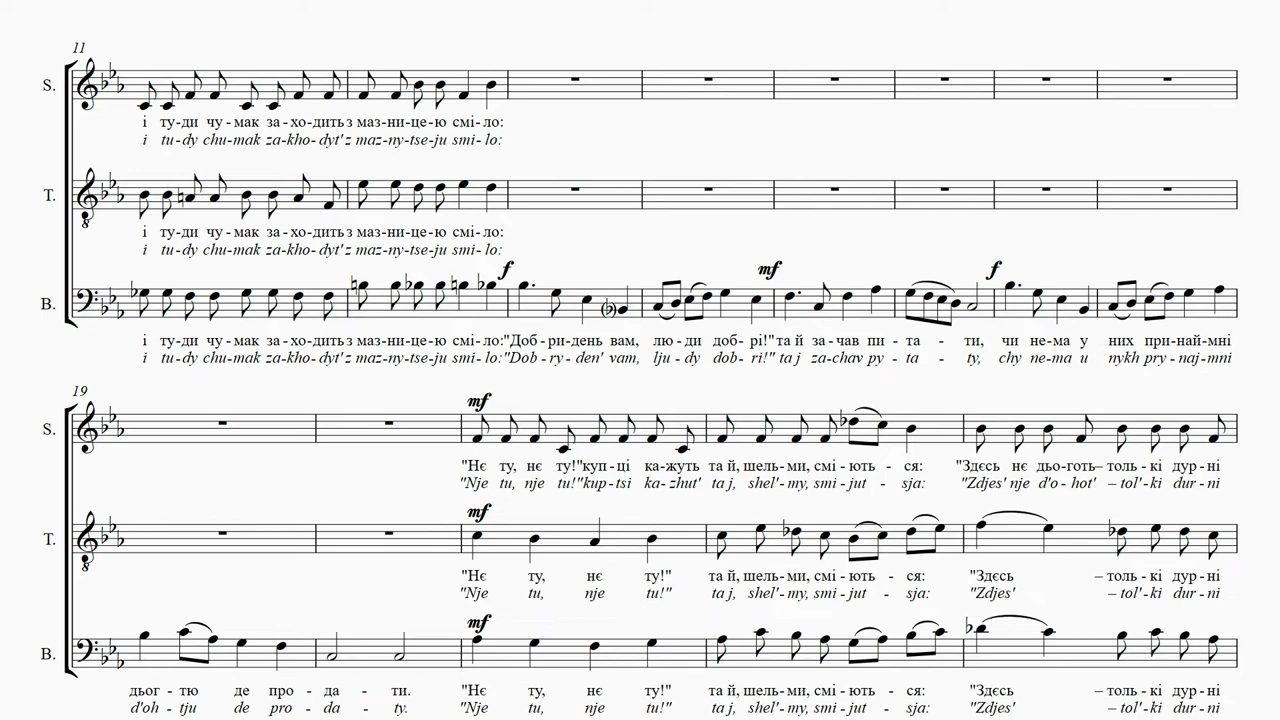 11
S.
і ту-ди чу-мак за-хо-дить з маз-ни-це-ю смі-ло:
i tu-dy chu-mak za-kho-dyt' z maz-ny-tse-ju smi-lo:
T.
і ту-ди чу-мак за-хо-дить з маз-ни-це-ю смі-ло:
i tu-dy chu-mak za-kho-dyt' z maz-ny-tse-ju smi-lo:
f mf f
B.
і ту-ди чу-мак за-хо-дить з маз-ни-це-ю смі-ло: "Доб-ри-день вам, лю-ди доб-рі!" та й за-чав пи-та-ти, чи не-ма у них при-най-мні
i tu-dy chu-mak za-kho-dyt' z maz-ny-tse-ju smi-lo: "Dob-ry-den' vam, lju-dy dob-ri!" ta j za-chav py-ta-ty, chy ne-ma u nykh pry-naj-mni
19
mf
S.
"Нє ту, нє ту!" куп-ці ка-жуть та й, шель-ми, смі-ють-ся: "Здєсь нє дьо-готь – толь-кі дур-ні
"Nje tu, nje tu!" kup-tsi ka-zhut' ta j, shel'-my, smi-jut-sja: "Zdjes' nje d'o-hot' – tol'-ki dur-ni
mf
T.
"Нє ту, нє ту!" та й, шель-ми, смі-ють-ся: "Здєсь – толь-кі дур-ні
"Nje tu, nje tu!" ta j, shel'-my, smi-jut-sja: "Zdjes' – tol'-ki dur-ni
mf
B.
дьог-тю де про-да-ти. "Нє ту, нє ту!" та й, шель-ми, смі-ють-ся: "Здєсь – толь-кі дур-ні
d'oh-tju de pro-da-ty. "Nje tu, nje tu!" ta j, shel'-my, smi-jut-sja: "Zdjes' – tol'-ki dur-ni